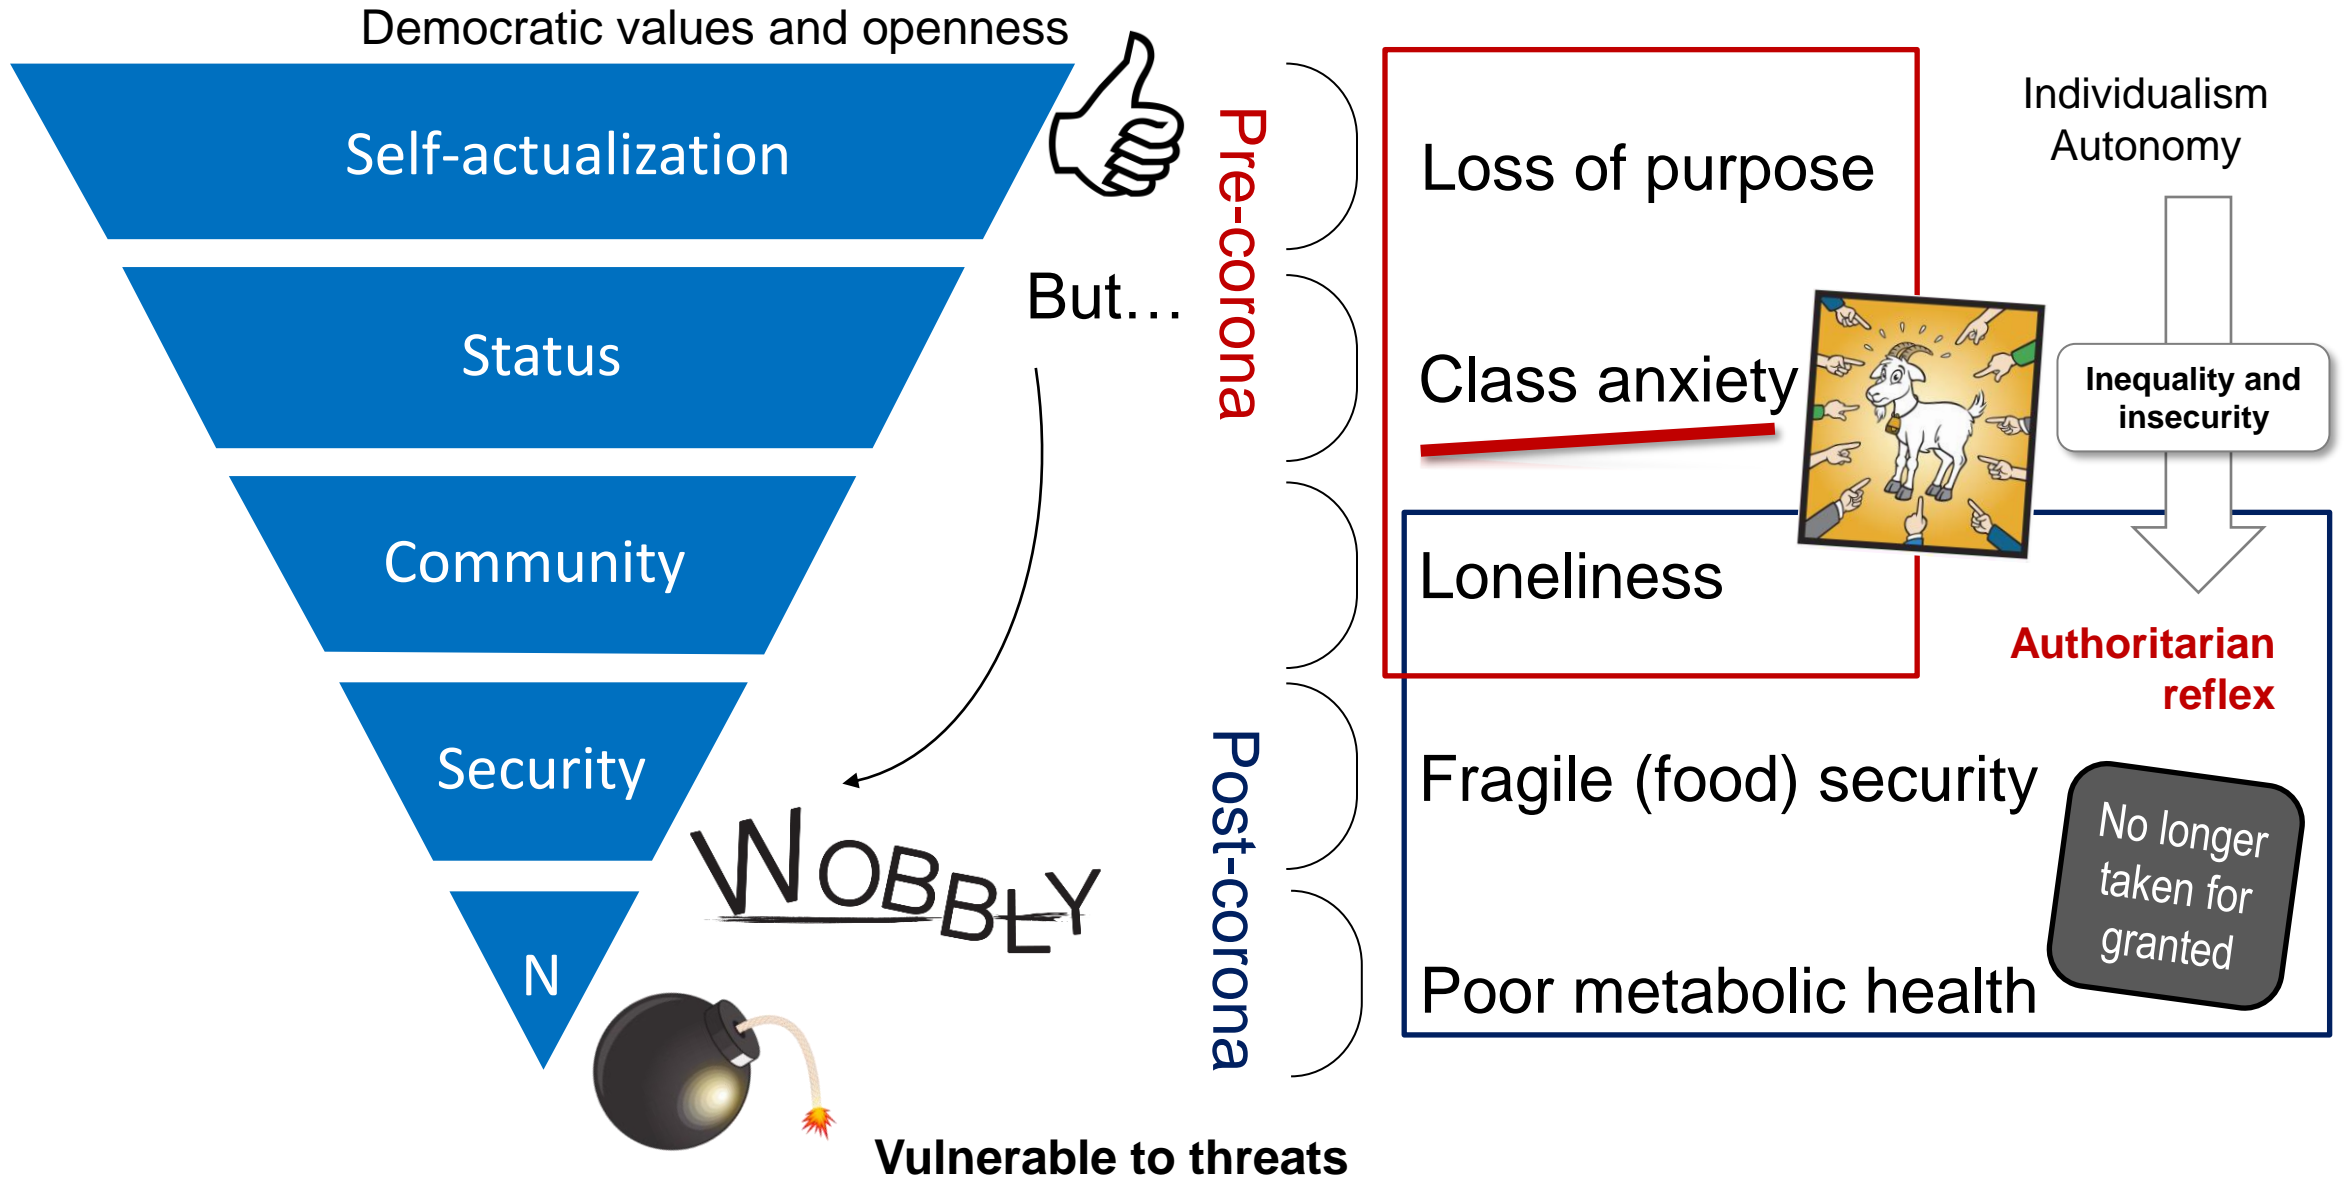 Democratic values and openness
Self-actualization
Status
Community
Security
N
But…
WOBBLY
Vulnerable to threats
Pre-corona
Post-corona
Loss of purpose
Class anxiety
Loneliness
Fragile (food) security
Poor metabolic health
Individualism
Autonomy
Inequality and
insecurity
Authoritarian
reflex
No longer
taken for
granted